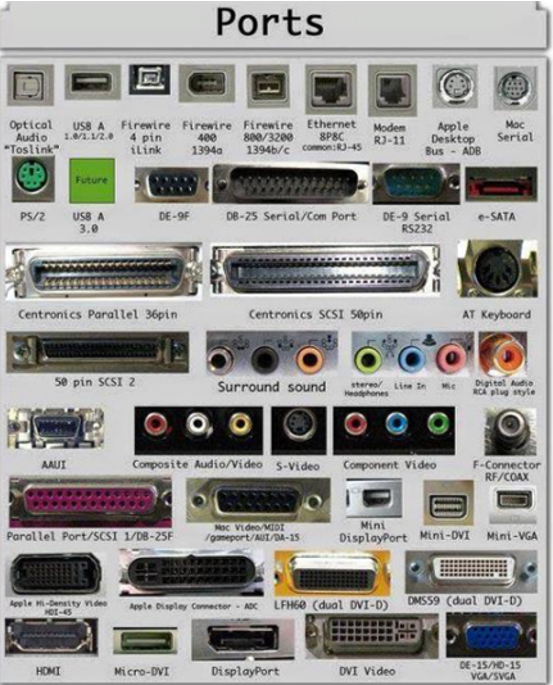 Ports
Optical Audio "Toslink"
USB A 1.0/1.1/2.0
Firewire 4 pin iLink
Firewire 400 1394a
Firewire 800/3200 1394b/c
Ethernet 8P8C common:RJ-45
Modem RJ-11
Apple Desktop Bus - ADB
Mac Serial
PS/2
Future
USB A 3.0
DE-9F
DB-25 Serial/Com Port
DE-9 Serial RS232
e-SATA
Centronics Parallel 36pin
Centronics SCSI 50pin
AT Keyboard
50 pin SCSI 2
Surround sound
stereo/ Headphones
Line In
Mic
Digital Audio RCA plug style
AAUI
Composite Audio/Video
S-Video
Component Video
F-Connector RF/COAX
Parallel Port/SCSI 1/DB-25F
Mac Video/MIDI /gameport/AUI/DA-15
Mini DisplayPort
Mini-DVI
Mini-VGA
Apple Hi-Density Video HDI-45
Apple Display Connector - ADC
LFH60 (dual DVI-D)
DMS59 (dual DVI-D)
HDMI
Micro-DVI
DisplayPort
DVI Video
DE-15/HD-15 VGA/SVGA